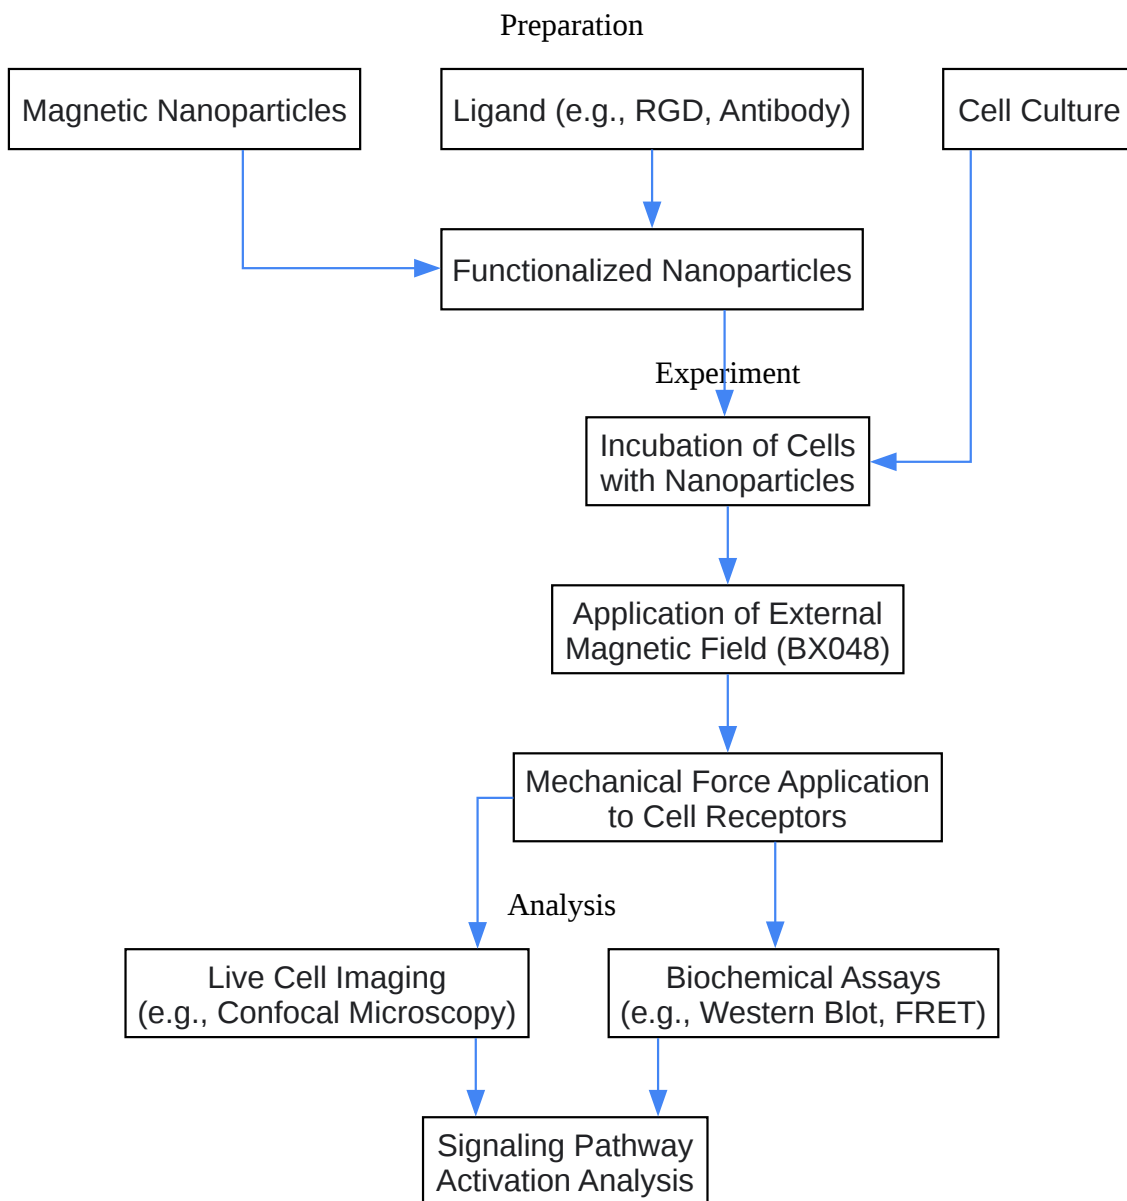 Preparation
Magnetic Nanoparticles
Ligand (e.g., RGD, Antibody)
Cell Culture
Functionalized Nanoparticles
Experiment
Incubation of Cells
with Nanoparticles
Application of External
Magnetic Field (BX048)
Mechanical Force Application
to Cell Receptors
Analysis
Live Cell Imaging
(e.g., Confocal Microscopy)
Biochemical Assays
(e.g., Western Blot, FRET)
Signaling Pathway
Activation Analysis